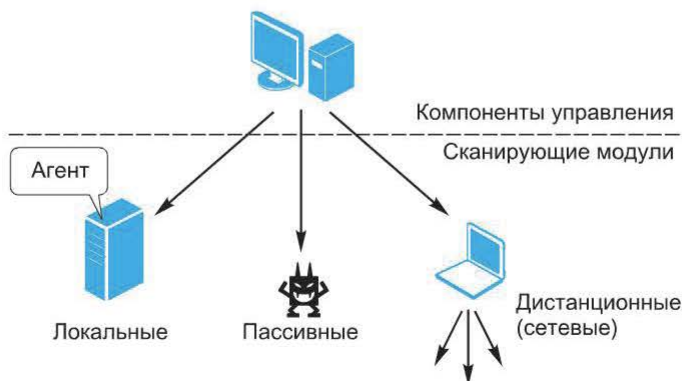 Компоненты управления
Сканирующие модули
Агент
Локальные
Пассивные
Дистанционные
(сетевые)